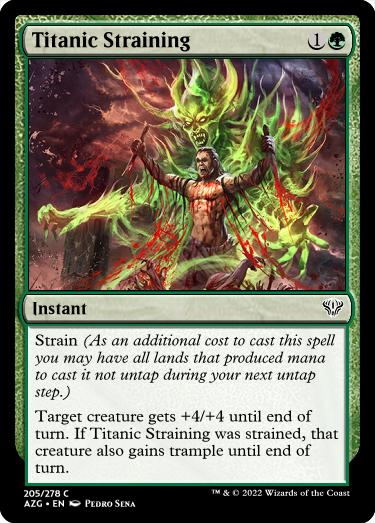 Titanic Straining 1
Instant
Strain (As an additional cost to cast this spell
you may have all lands that produced mana
to cast it not untap during your next untap
step.)
Target creature gets +4/+4 until end of
turn. If Titanic Straining was strained, that
creature also gains trample until end of
turn.
205/278 C
AZG • EN Pedro Sena
™ & © 2022 Wizards of the Coast